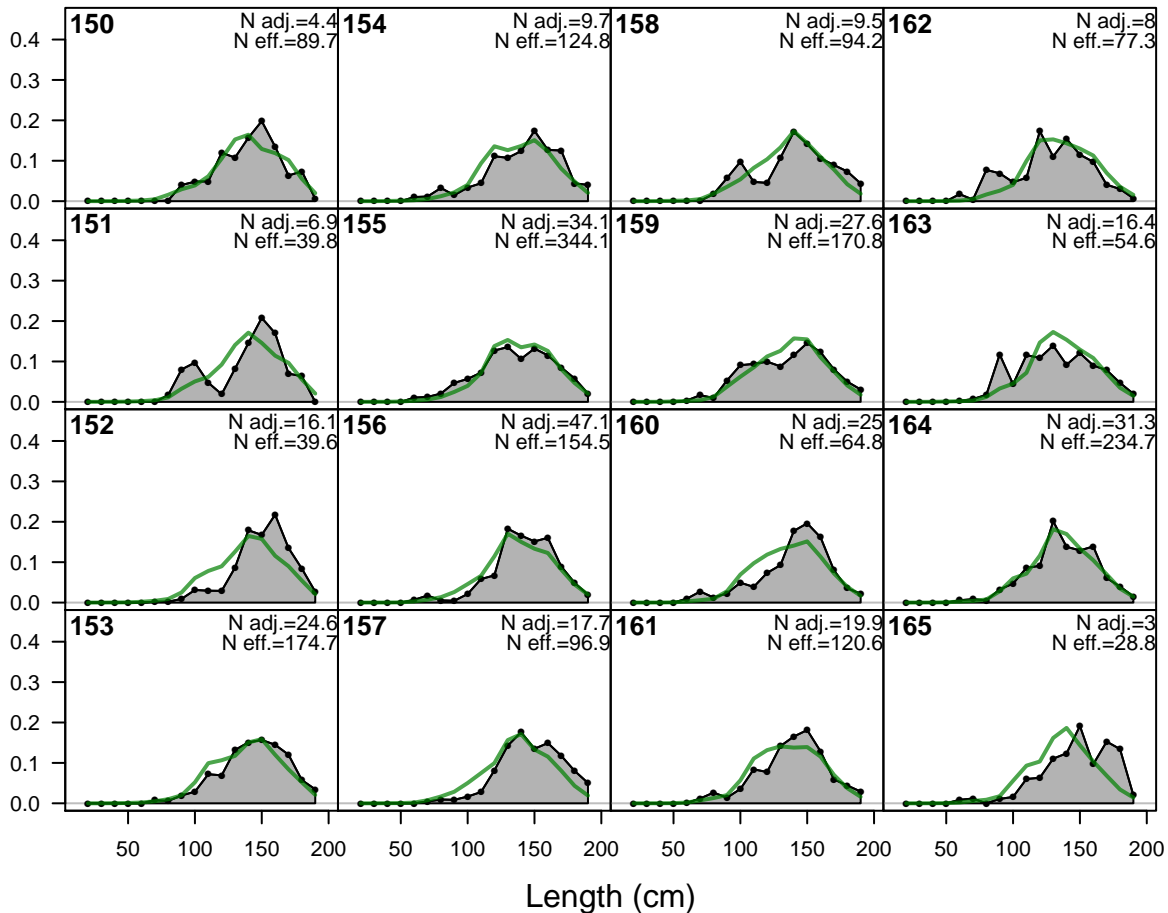 150 N adj.=4.4
N eff.=89.7
154 N adj.=9.7
N eff.=124.8
158 N adj.=9.5
N eff.=94.2
162 N adj.=8
N eff.=77.3
0.4
0.3
0.2
0.1
0.0
151 N adj.=6.9
N eff.=39.8
155 N adj.=34.1
N eff.=344.1
159 N adj.=27.6
N eff.=170.8
163 N adj.=16.4
N eff.=54.6
0.4
0.3
0.2
0.1
0.0
152 N adj.=16.1
N eff.=39.6
156 N adj.=47.1
N eff.=154.5
160 N adj.=25
N eff.=64.8
164 N adj.=31.3
N eff.=234.7
0.4
0.3
0.2
0.1
0.0
153 N adj.=24.6
N eff.=174.7
157 N adj.=17.7
N eff.=96.9
161 N adj.=19.9
N eff.=120.6
165 N adj.=3
N eff.=28.8
0.4
0.3
0.2
0.1
0.0
50 100 150 200
50 100 150 200
50 100 150 200
50 100 150 200
Length (cm)